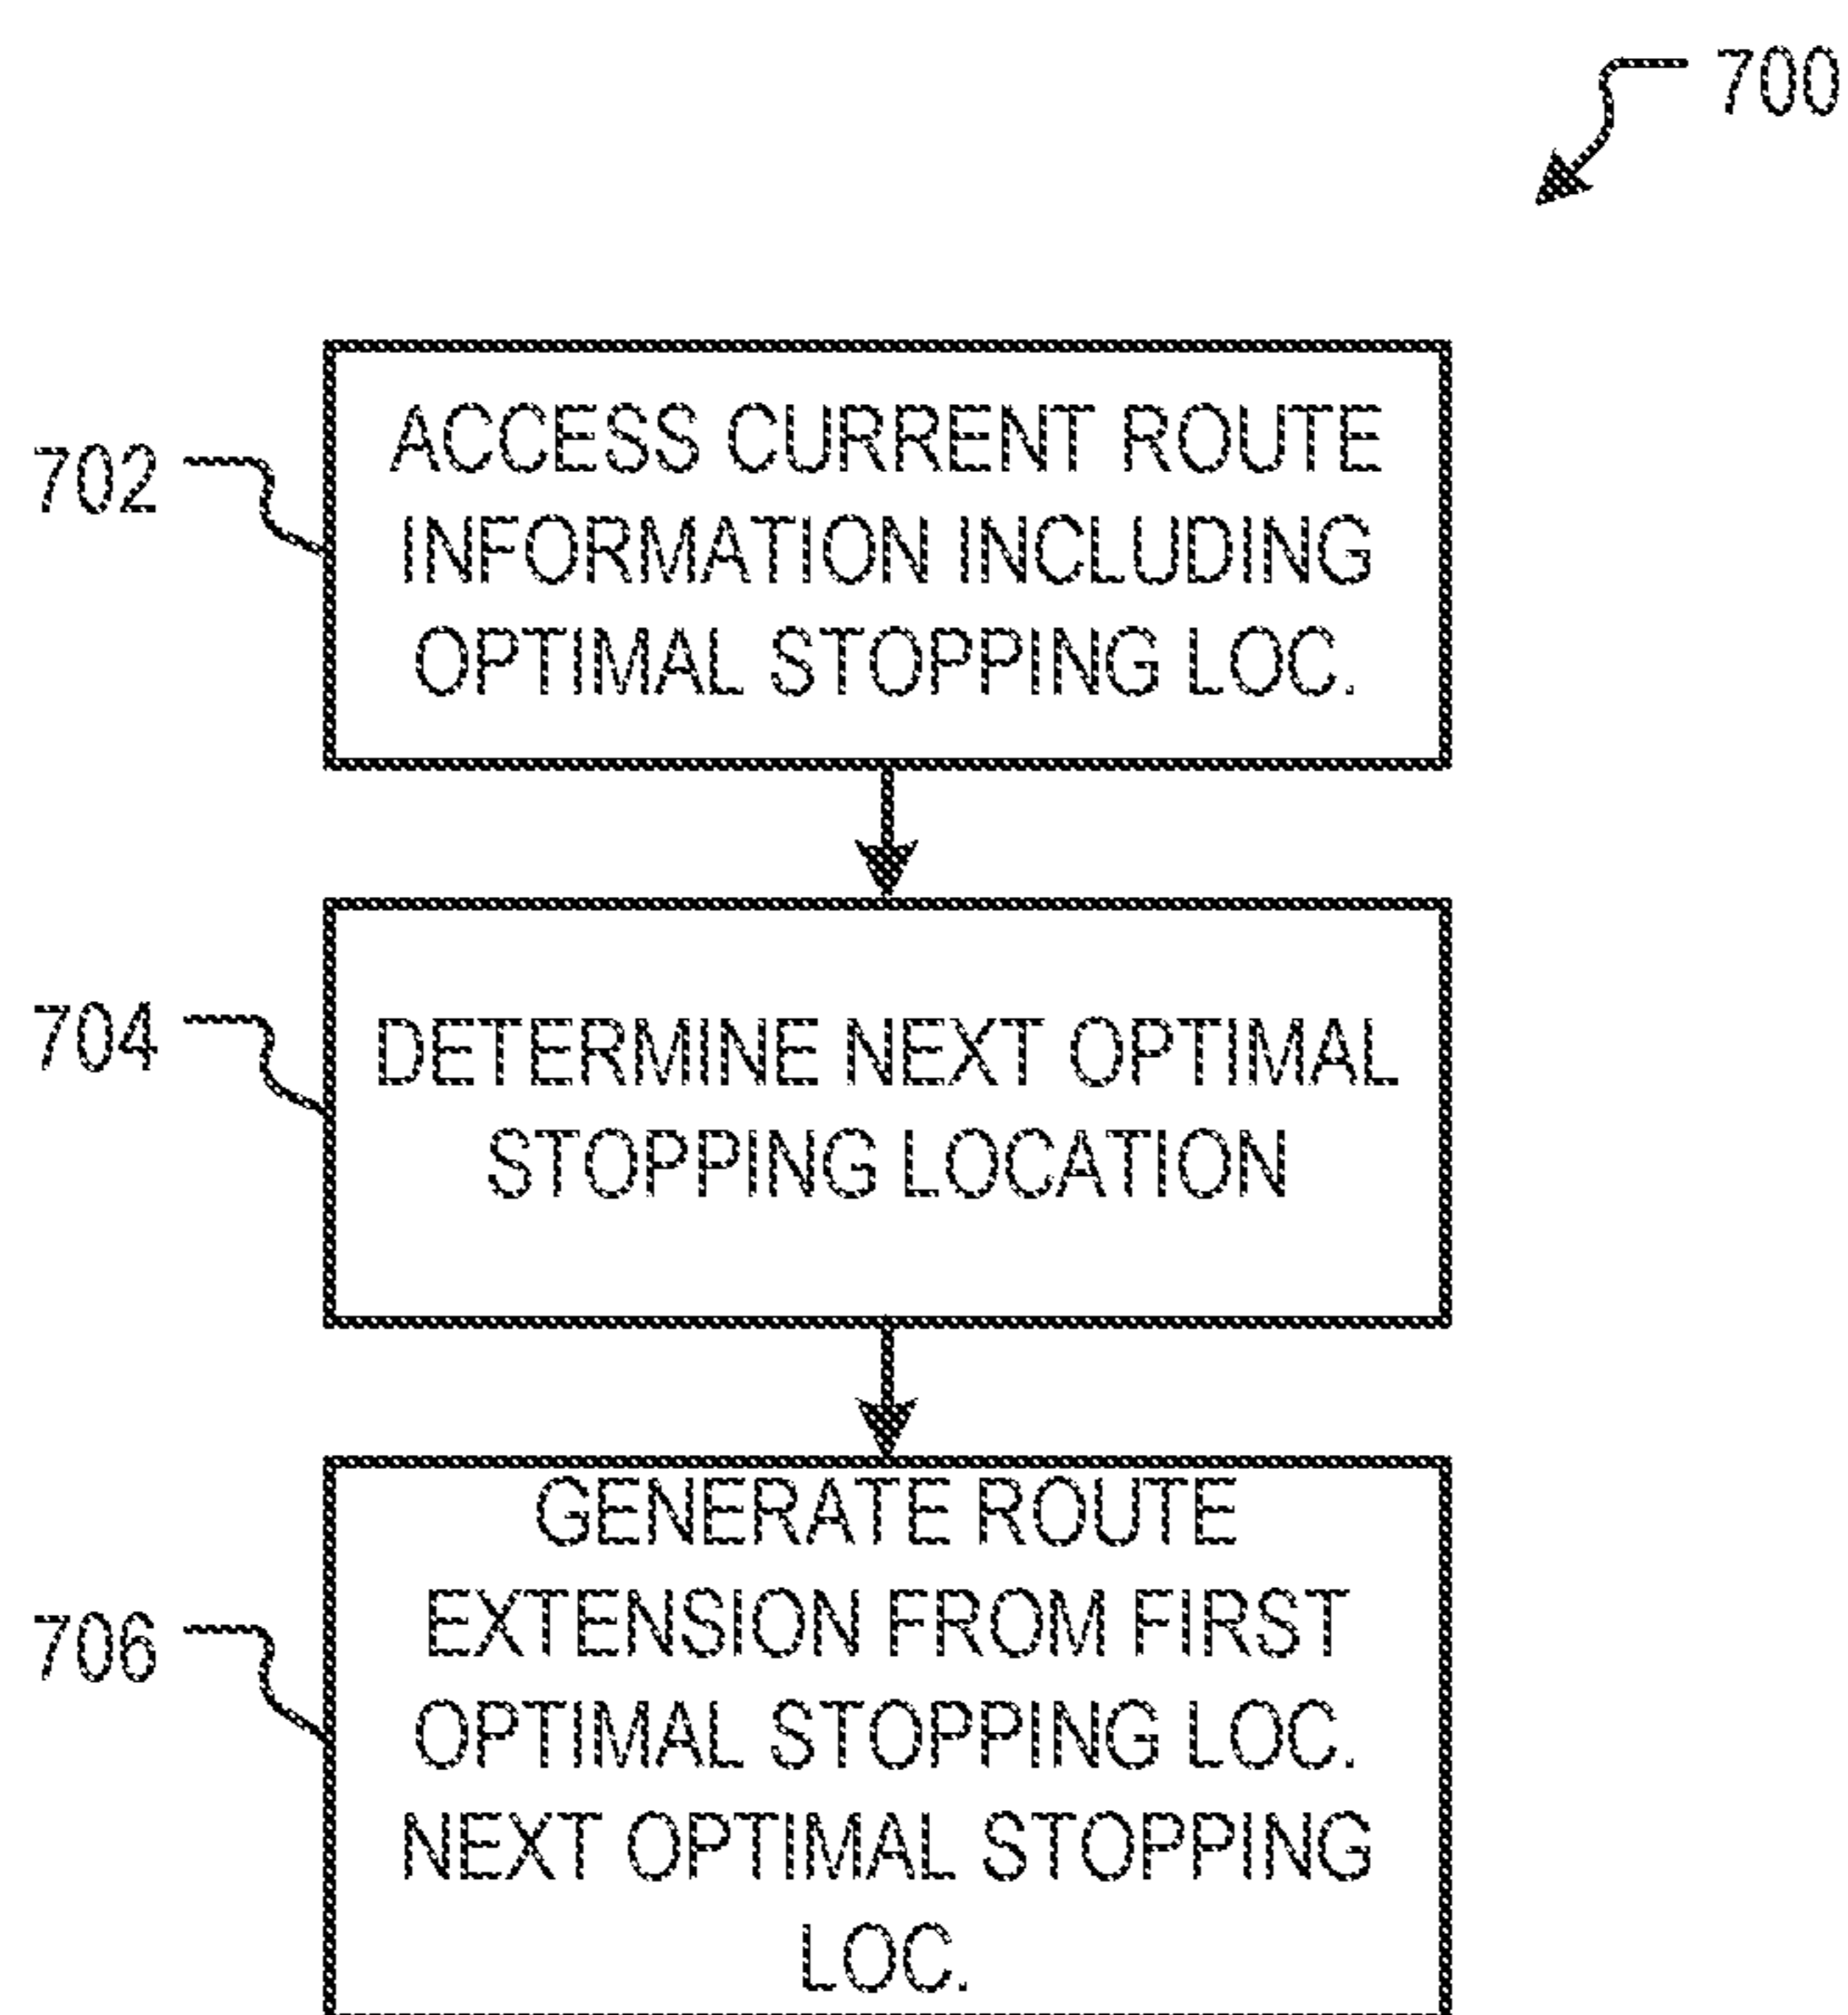 700
702
ACCESS CURRENT ROUTE
INFORMATION INCLUDING
OPTIMAL STOPPING LOC.
704
DETERMINE NEXT OPTIMAL
STOPPING LOCATION
706
GENERATE ROUTE
EXTENSION FROM FIRST
OPTIMAL STOPPING LOC.
NEXT OPTIMAL STOPPING
LOC.